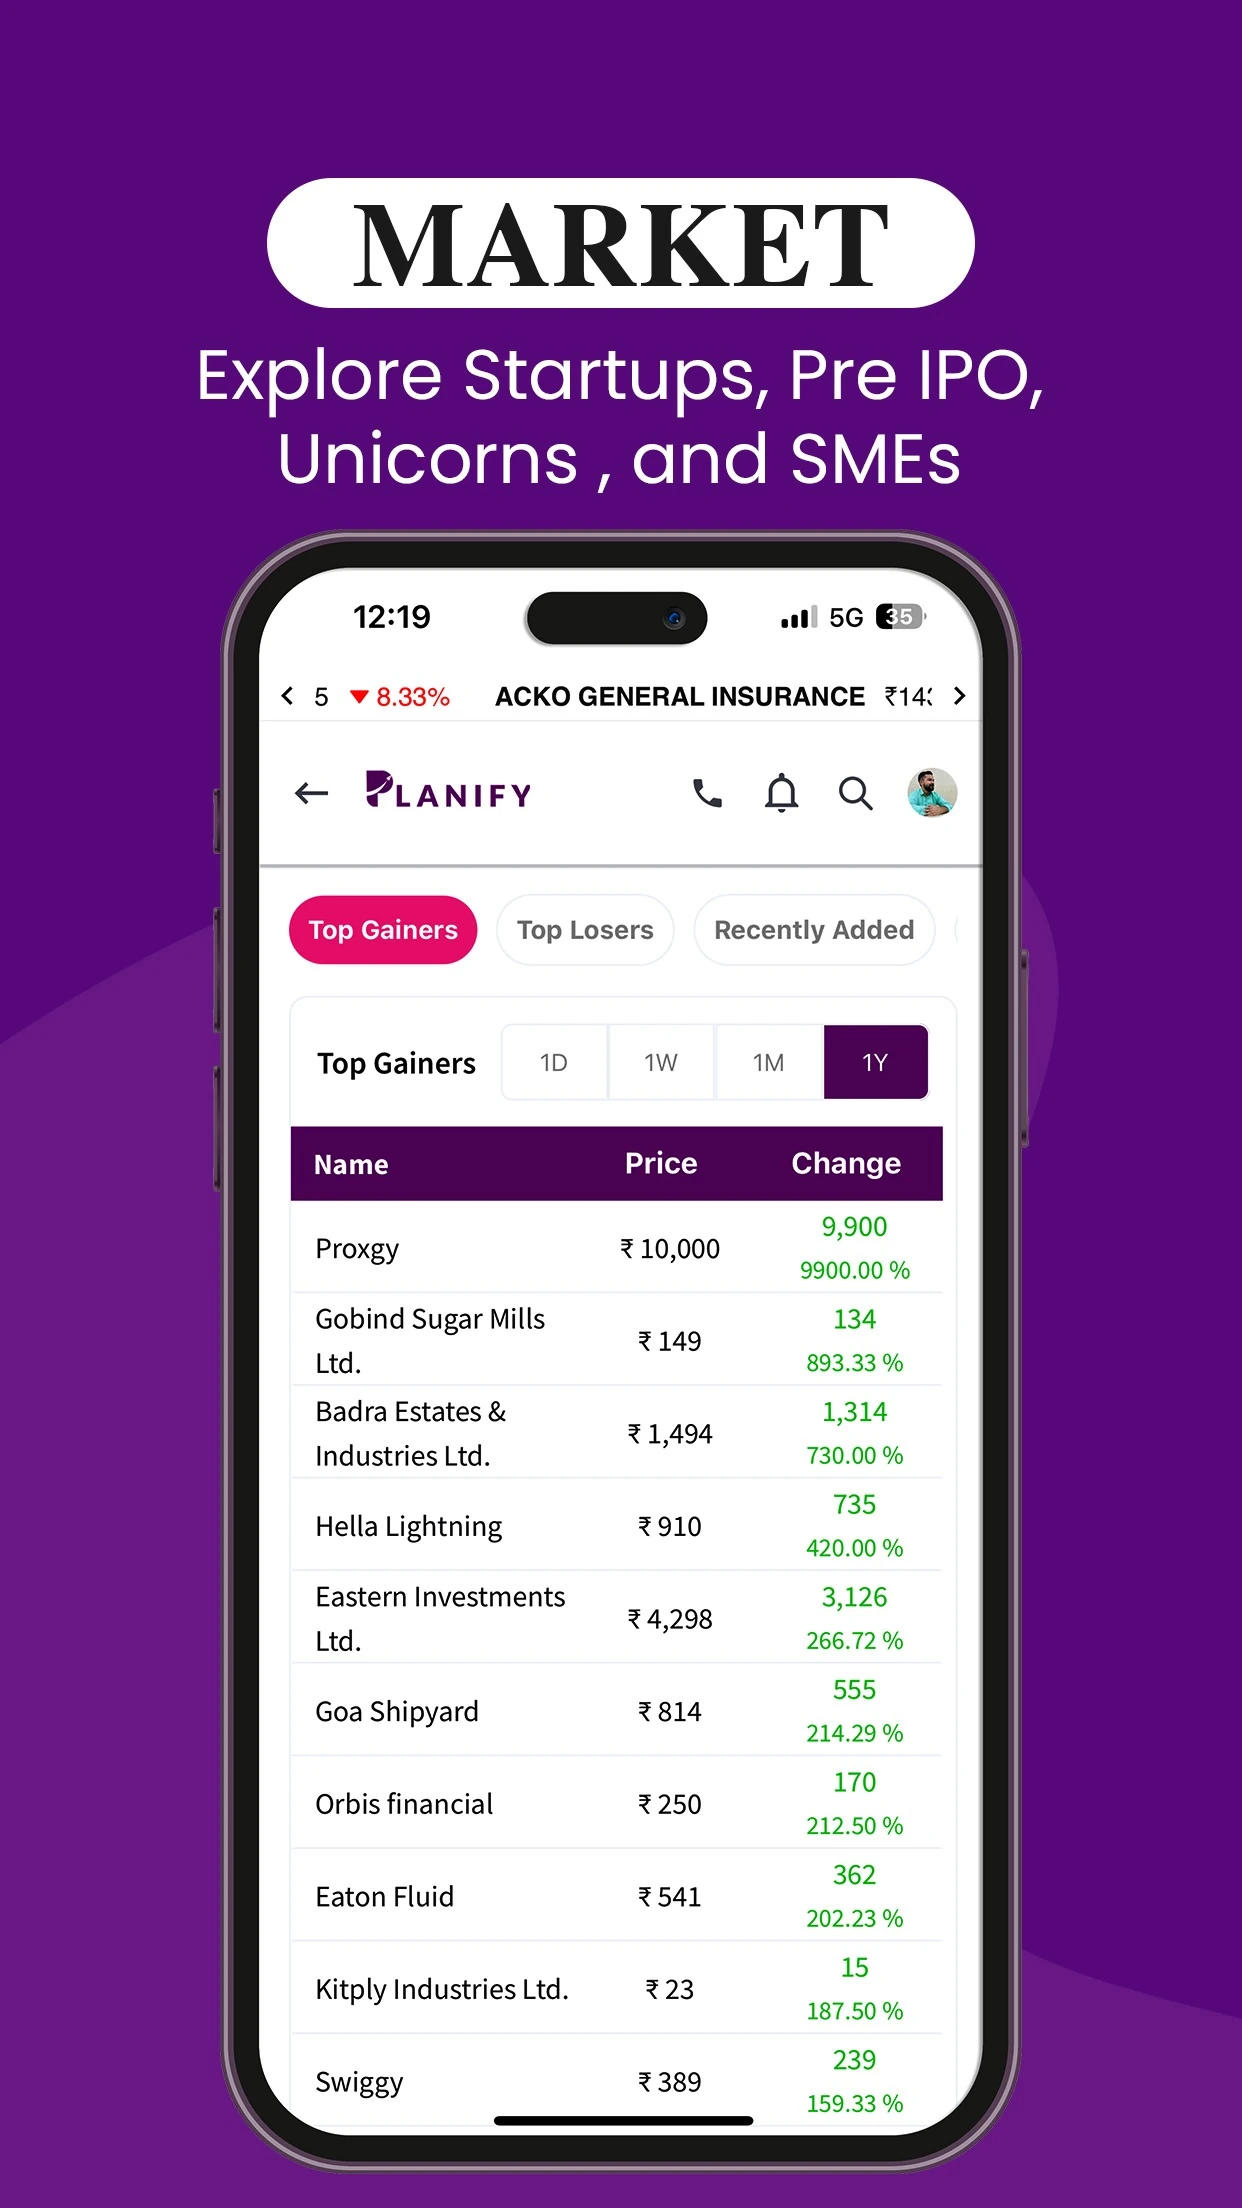 MARKET
Explore Startups, Pre IPO,
Unicorns , and SMEs
12:19 5G 35
5 ▼ 8.33% ACKO GENERAL INSURANCE
PLANIFY
Top Gainers Top Losers Recently Added
Top Gainers 1D 1W 1M 1Y
Name Price Change
Proxgy ₹ 10,000 9,900
9900.00 %
Gobind Sugar Mills
Ltd. ₹ 149 134
893.33 %
Badra Estates &
Industries Ltd. ₹ 1,494 1,314
730.00 %
Hella Lightning ₹ 910 735
420.00 %
Eastern Investments
Ltd. ₹ 4,298 3,126
266.72 %
Goa Shipyard ₹ 814 555
214.29 %
Orbis financial ₹ 250 170
212.50 %
Eaton Fluid ₹ 541 362
202.23 %
Kitply Industries Ltd. ₹ 23 15
187.50 %
Swiggy ₹ 389 239
159.33 %